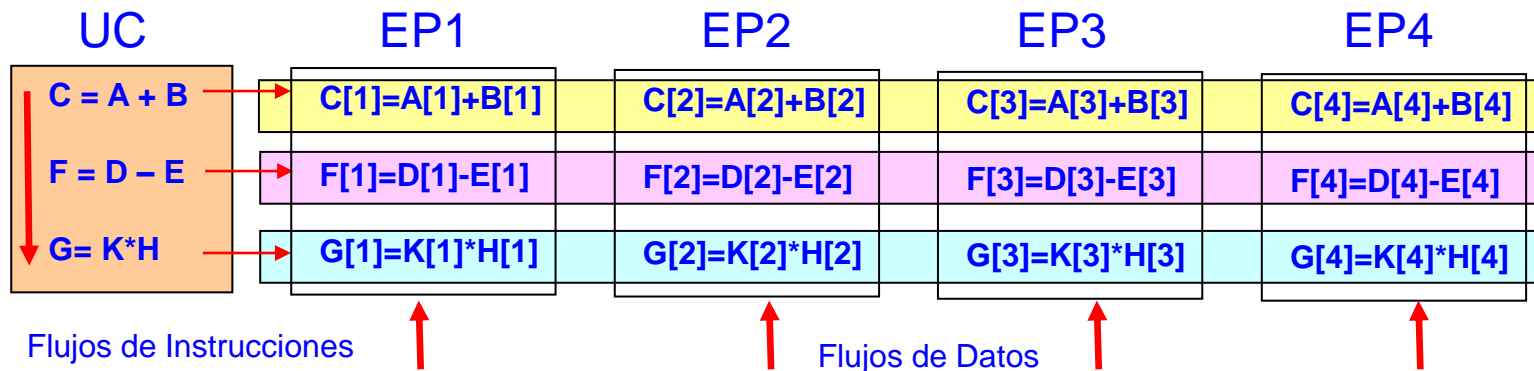 UC EP1 EP2 EP3 EP4
C = A + B C[1]=A[1]+B[1] C[2]=A[2]+B[2] C[3]=A[3]+B[3] C[4]=A[4]+B[4]
F = D – E F[1]=D[1]-E[1] F[2]=D[2]-E[2] F[3]=D[3]-E[3] F[4]=D[4]-E[4]
G= K*H G[1]=K[1]*H[1] G[2]=K[2]*H[2] G[3]=K[3]*H[3] G[4]=K[4]*H[4]
Flujos de Instrucciones Flujos de Datos